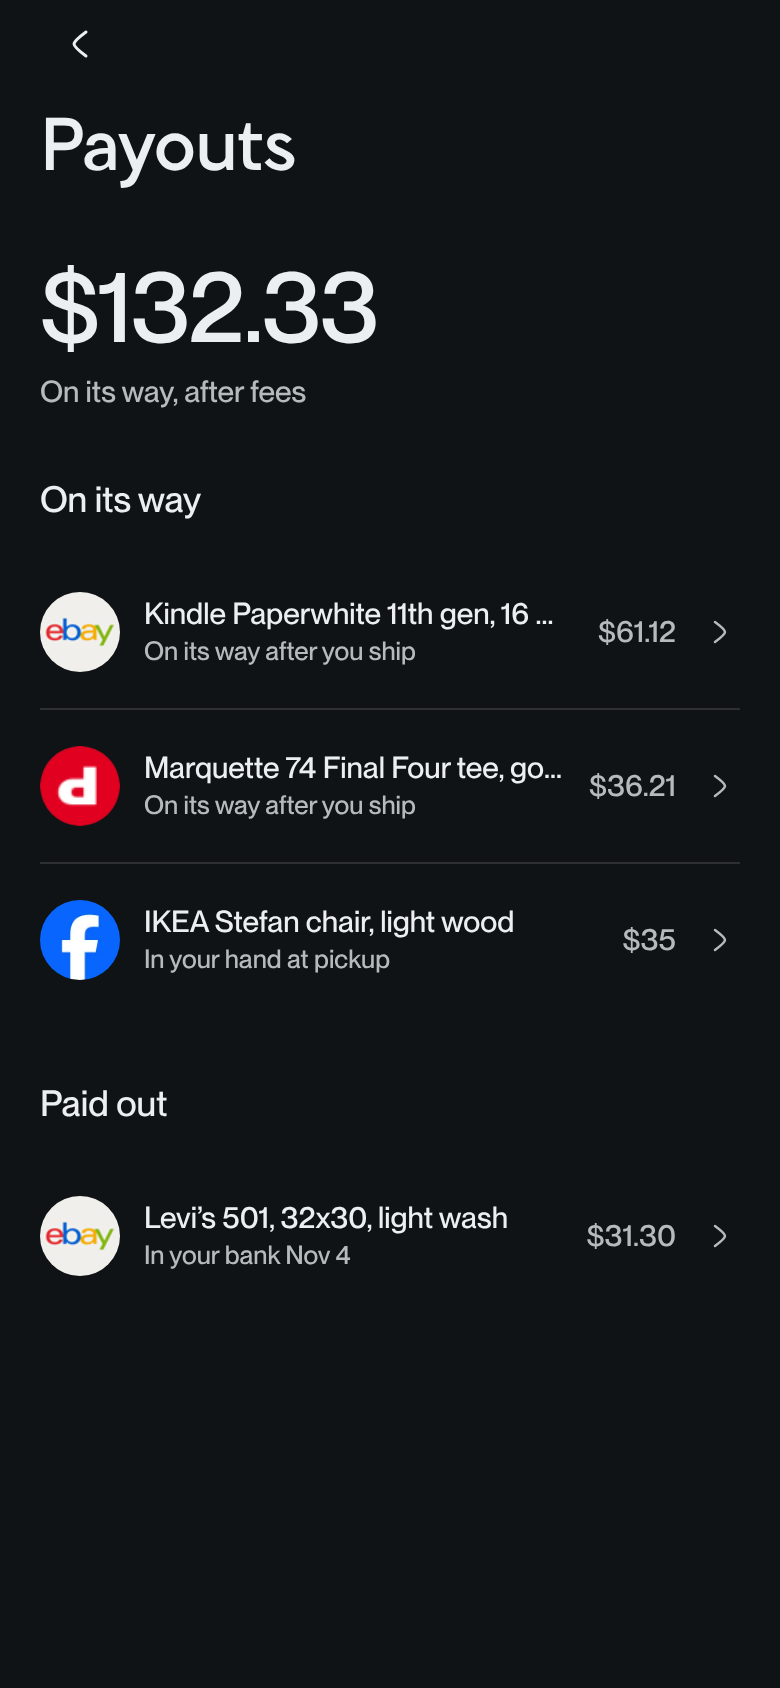 Payouts
$132.33
On its way, after fees
On its way
ebay
Kindle Paperwhite 11th gen, 16 ...
On its way after you ship
$61.12
d
Marquette 74 Final Four tee, go...
On its way after you ship
$36.21
f
IKEA Stefan chair, light wood
In your hand at pickup
$35
Paid out
ebay
Levi’s 501, 32x30, light wash
In your bank Nov 4
$31.30